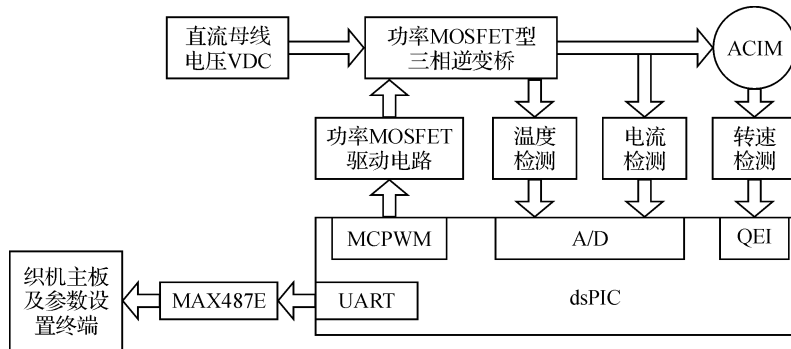 直流母线
电压VDC
功率MOSFET型
三相逆变桥
ACIM
功率MOSFET
驱动电路
温度
检测
电流
检测
转速
检测
MCPWM
A/D
QEI
织机主板
及参数设
置终端
MAX487E
UART
dsPIC